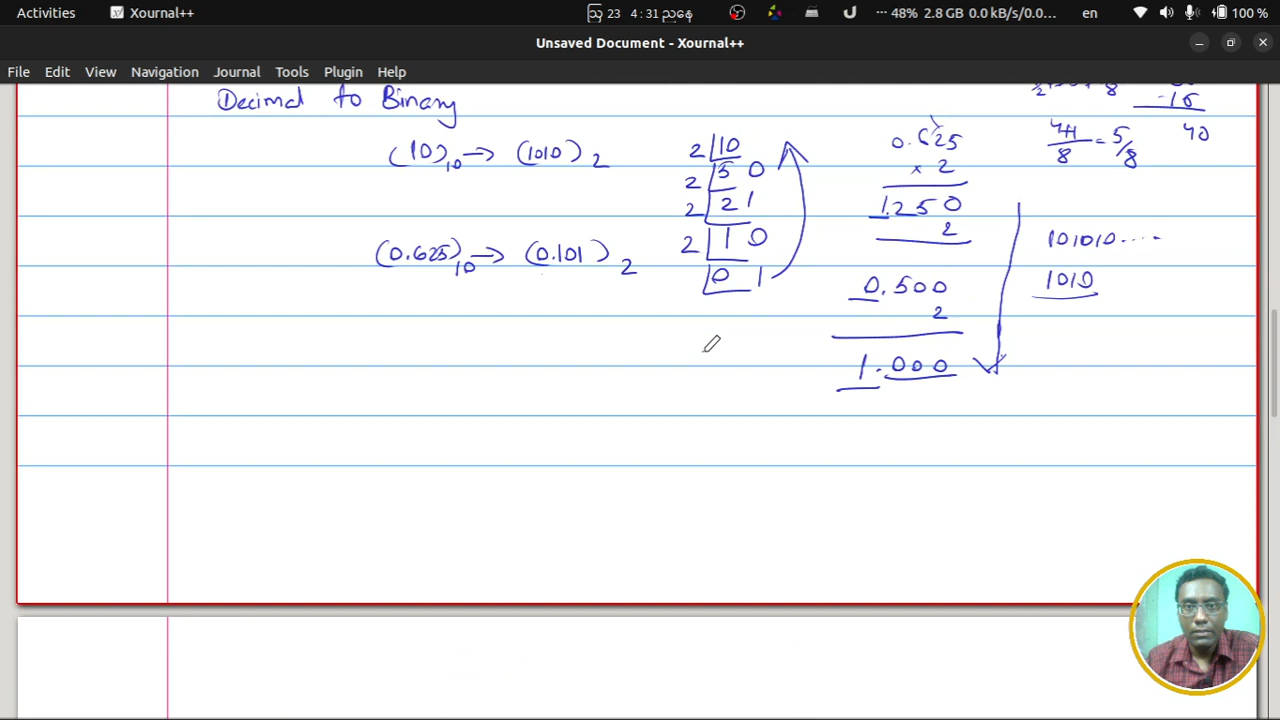 Activities Xournal++ ഒ 23 4:31 ‍48% 2.8 GB 0.0 kB/s/0.0... en 100 %
Unsaved Document - Xournal++
File Edit View Navigation Journal Tools Plugin Help
Decimal to Binary
(10)10 → (1010)2
(0.625)10 → (0.101)2
2 | 10
2 | 5 0
2 | 2 1
2 | 1 0
0 1
0.625
× 2
1.250
2
0.500
2
1.000
-16
40
44/8 = 5/8
101010....
1010